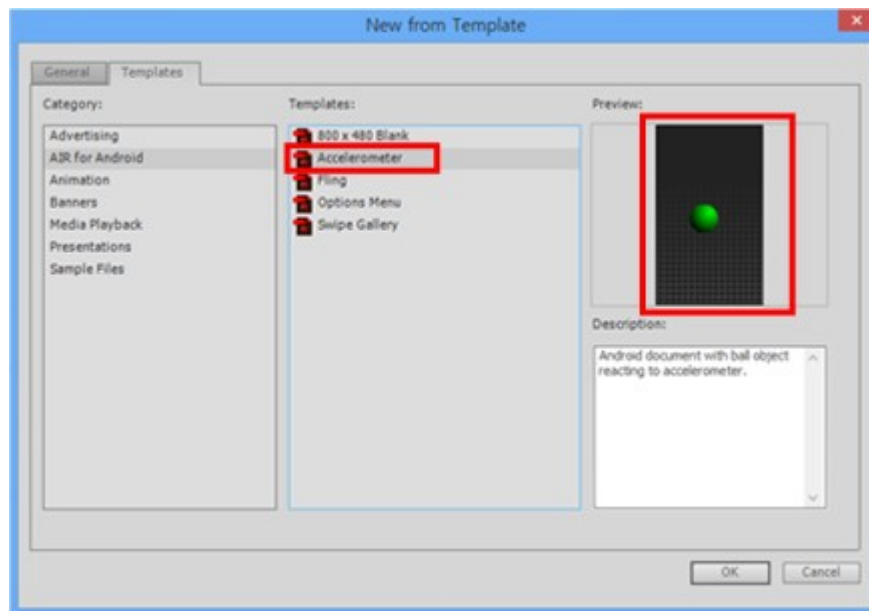 New from Template
General
Templates
Category:
Advertising
AIR for Android
Animation
Banners
Media Playback
Presentations
Sample Files
Templates:
800 x 480 Blank
Accelerometer
Fling
Options Menu
Swipe Gallery
Preview:
Description:
Android document with ball object
reacting to accelerometer.
OK
Cancel